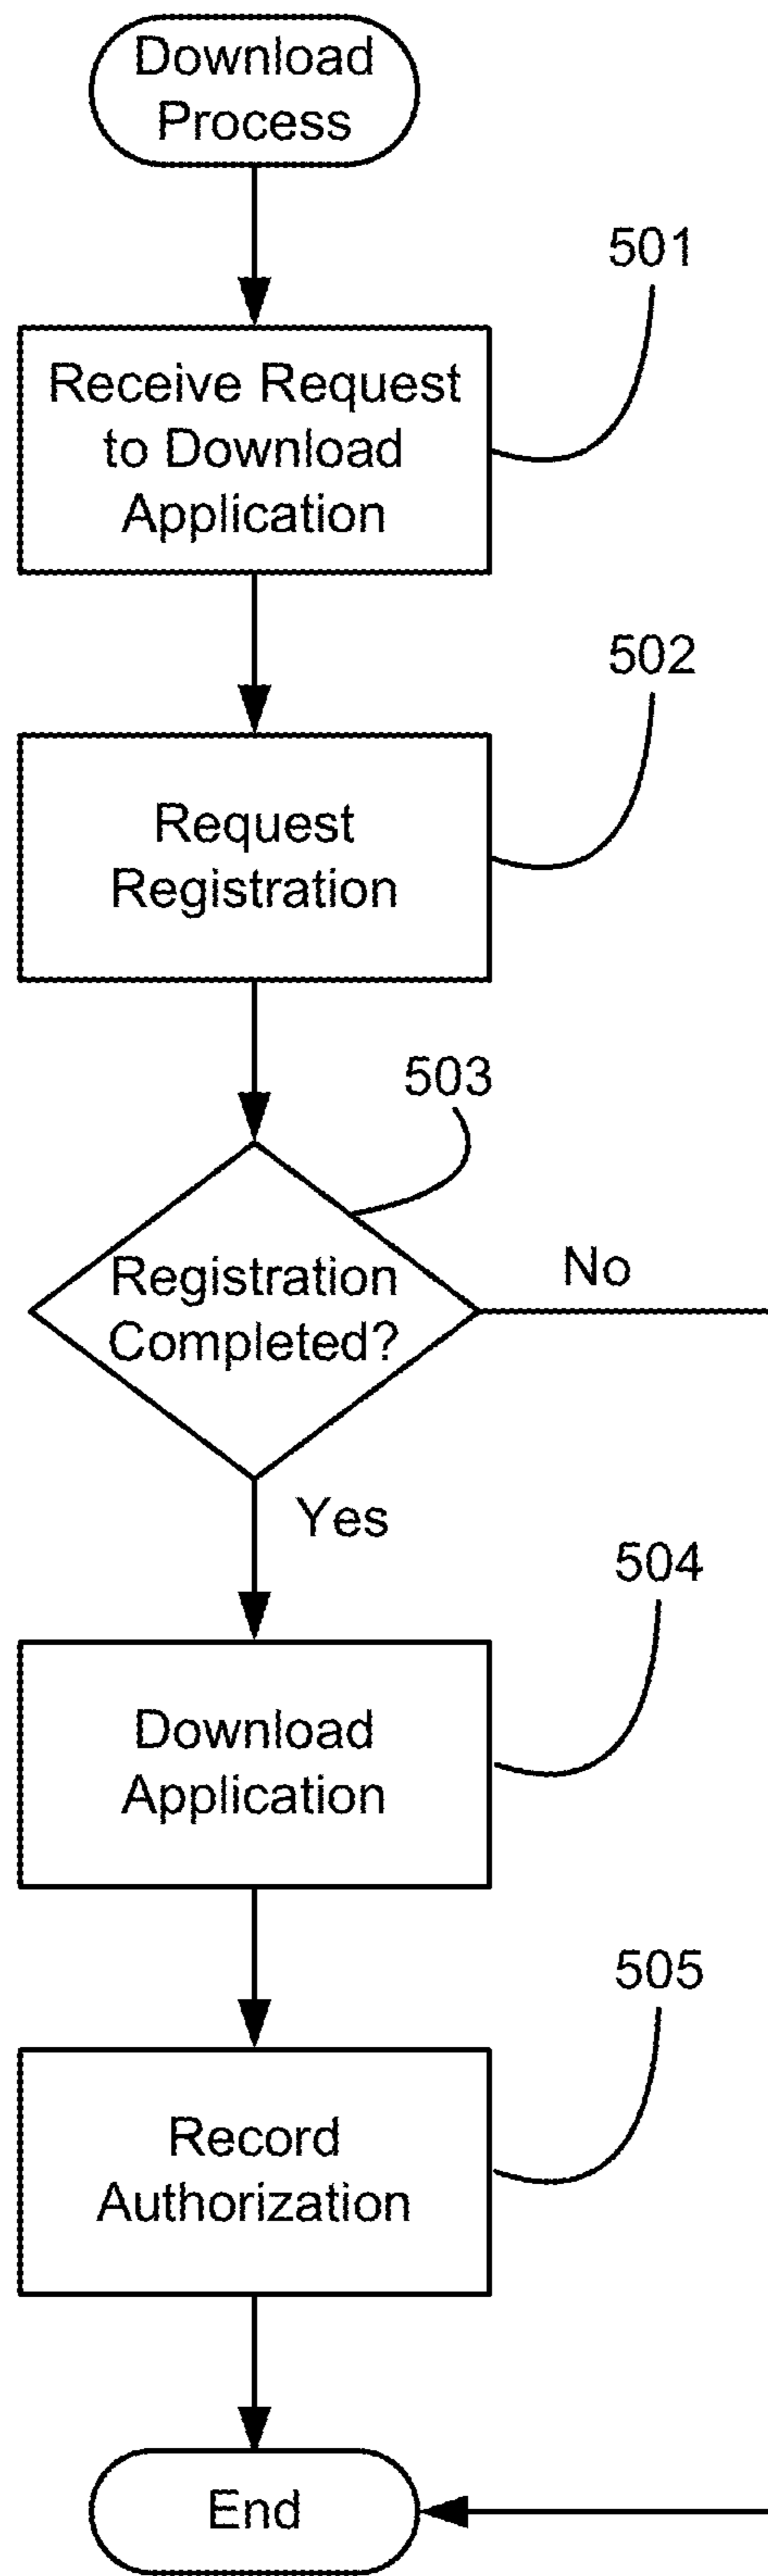 Download
Process
501
Receive Request
to Download
Application
502
Request
Registration
503
Registration
Completed?
No
Yes
504
Download
Application
505
Record
Authorization
End